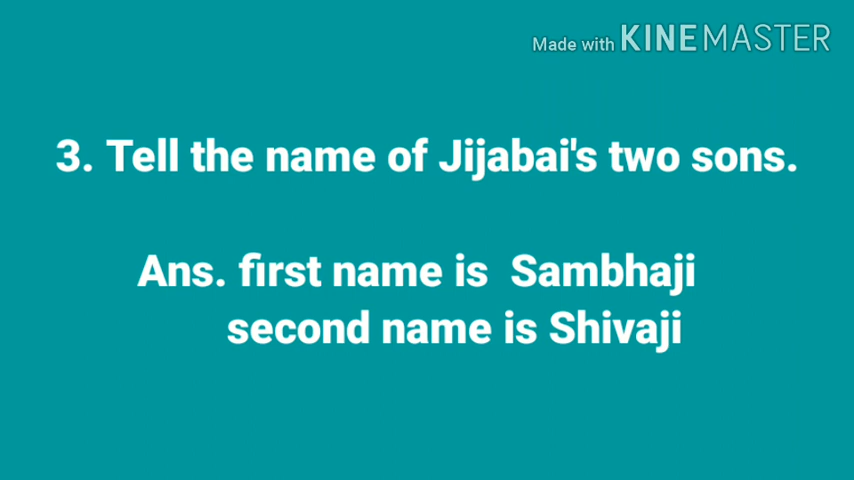 Made with KINEMASTER
3. Tell the name of Jijabai's two sons.
Ans. first name is Sambhaji
second name is Shivaji